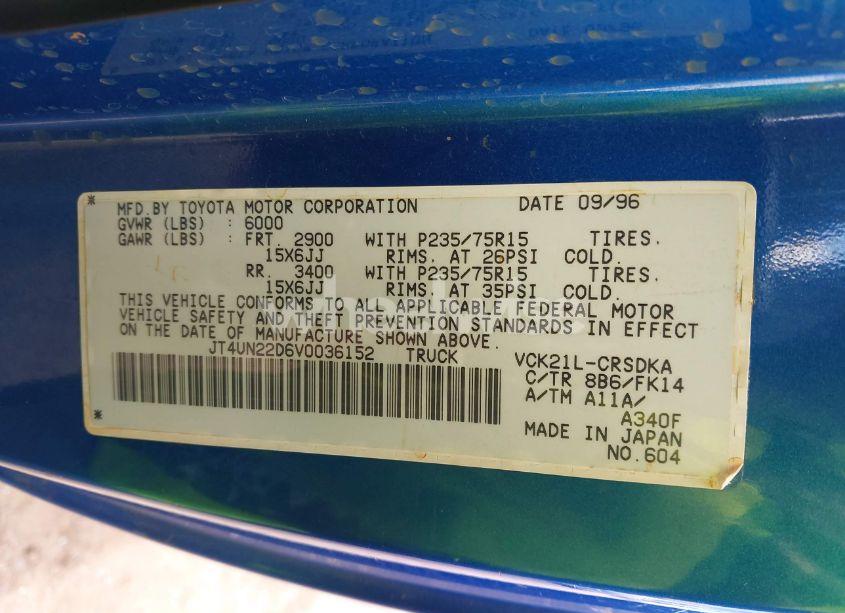 MFD.BY TOYOTA MOTOR CORPORATION DATE 09/96
GVWR (LBS) : 6000
GAWR (LBS) : FRT. 2900 WITH P235/75R15 TIRES.
15X6JJ RIMS. AT 26PSI COLD.
RR. 3400 WITH P235/75R15 TIRES.
15X6JJ RIMS. AT 35PSI COLD.
THIS VEHICLE CONFORMS TO ALL APPLICABLE FEDERAL MOTOR
VEHICLE SAFETY AND THEFT PREVENTION STANDARDS IN EFFECT
ON THE DATE OF MANUFACTURE SHOWN ABOVE.
JT4UN22D6V0036152 TRUCK VCK21L-CRSDKA
C/TR 8B6/FK14
A/TM A11A/
A340F
MADE IN JAPAN
NO.604